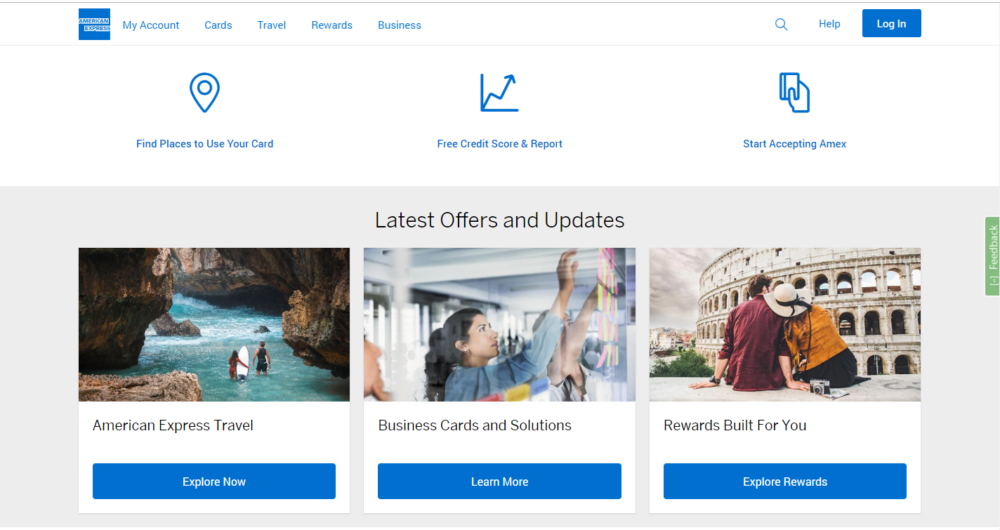 AMERICAN
EXPRESS
My Account
Cards
Travel
Rewards
Business
Help
Log In
Find Places to Use Your Card
Free Credit Score & Report
Start Accepting Amex
Latest Offers and Updates
[-] Feedback
American Express Travel
Business Cards and Solutions
Rewards Built For You
Explore Now
Learn More
Explore Rewards